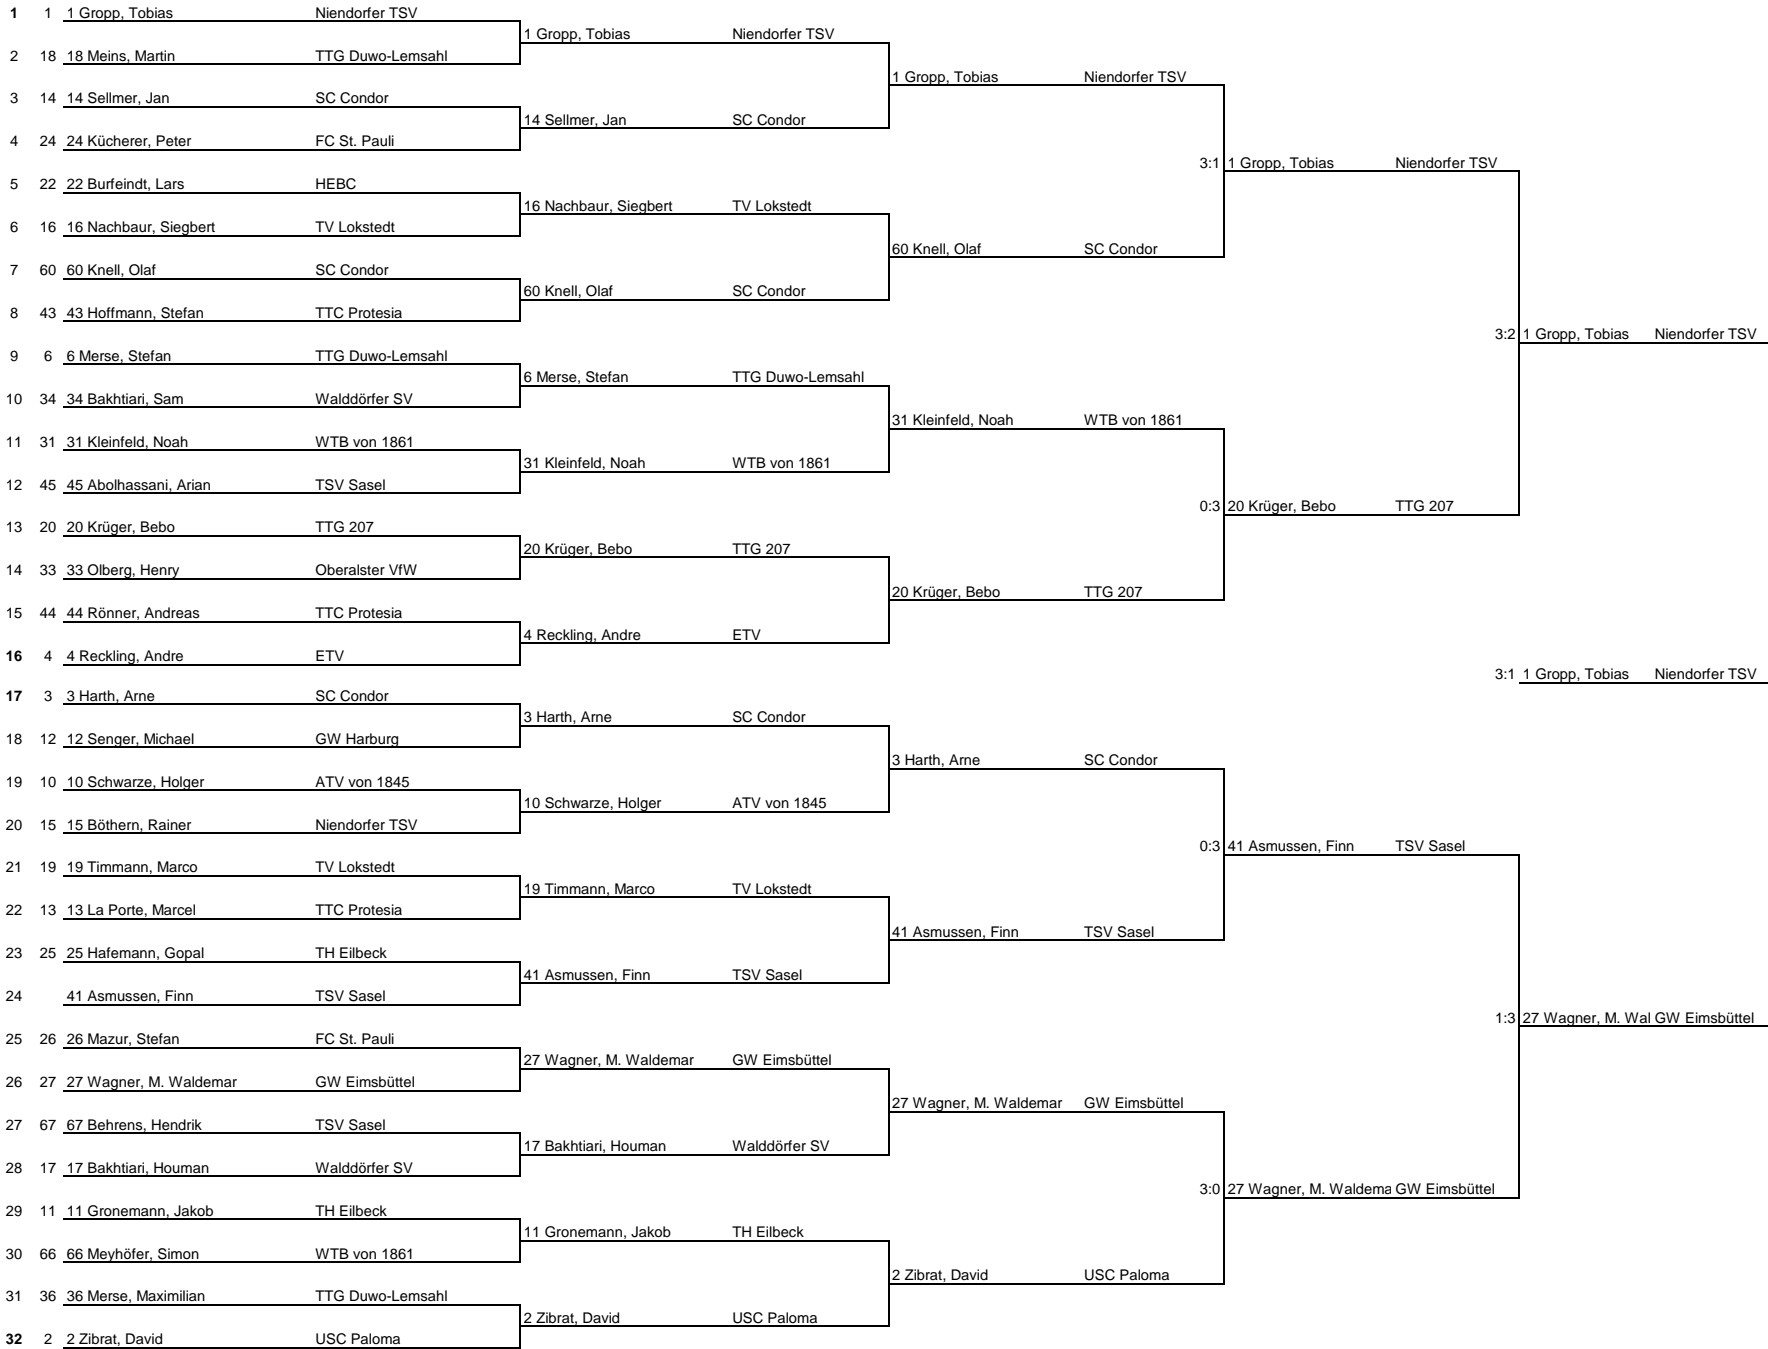 1 1 1 Gropp, Tobias Niendorfer TSV
1 Gropp, Tobias Niendorfer TSV
2 18 18 Meins, Martin TTG Duwo-Lemsahl
1 Gropp, Tobias Niendorfer TSV
3 14 14 Sellmer, Jan SC Condor
14 Sellmer, Jan SC Condor
4 24 24 Kücherer, Peter FC St. Pauli
3:1 1 Gropp, Tobias Niendorfer TSV
5 22 22 Burfeindt, Lars HEBC
16 Nachbaur, Siegbert TV Lokstedt
6 16 16 Nachbaur, Siegbert TV Lokstedt
60 Knell, Olaf SC Condor
7 60 60 Knell, Olaf SC Condor
60 Knell, Olaf SC Condor
8 43 43 Hoffmann, Stefan TTC Protesia
3:2 1 Gropp, Tobias Niendorfer TSV
9 6 6 Merse, Stefan TTG Duwo-Lemsahl
6 Merse, Stefan TTG Duwo-Lemsahl
10 34 34 Bakhtiari, Sam Walddörfer SV
31 Kleinfeld, Noah WTB von 1861
11 31 31 Kleinfeld, Noah WTB von 1861
31 Kleinfeld, Noah WTB von 1861
12 45 45 Abolhassani, Arian TSV Sasel
0:3 20 Krüger, Bebo TTG 207
13 20 20 Krüger, Bebo TTG 207
20 Krüger, Bebo TTG 207
14 33 33 Olberg, Henry Oberalster VfW
20 Krüger, Bebo TTG 207
15 44 44 Rönner, Andreas TTC Protesia
4 Reckling, Andre ETV
16 4 4 Reckling, Andre ETV
3:1 1 Gropp, Tobias Niendorfer TSV
17 3 3 Harth, Arne SC Condor
3 Harth, Arne SC Condor
18 12 12 Senger, Michael GW Harburg
3 Harth, Arne SC Condor
19 10 10 Schwarze, Holger ATV von 1845
10 Schwarze, Holger ATV von 1845
20 15 15 Böthern, Rainer Niendorfer TSV
0:3 41 Asmussen, Finn TSV Sasel
21 19 19 Timmann, Marco TV Lokstedt
19 Timmann, Marco TV Lokstedt
22 13 13 La Porte, Marcel TTC Protesia
41 Asmussen, Finn TSV Sasel
23 25 25 Hafemann, Gopal TH Eilbeck
41 Asmussen, Finn TSV Sasel
24 41 Asmussen, Finn TSV Sasel
1:3 27 Wagner, M. Wal GW Eimsbüttel
25 26 26 Mazur, Stefan FC St. Pauli
27 Wagner, M. Waldemar GW Eimsbüttel
26 27 27 Wagner, M. Waldemar GW Eimsbüttel
27 Wagner, M. Waldemar GW Eimsbüttel
27 67 67 Behrens, Hendrik TSV Sasel
17 Bakhtiari, Houman Walddörfer SV
28 17 17 Bakhtiari, Houman Walddörfer SV
3:0 27 Wagner, M. Waldema GW Eimsbüttel
29 11 11 Gronemann, Jakob TH Eilbeck
11 Gronemann, Jakob TH Eilbeck
30 66 66 Meyhöfer, Simon WTB von 1861
2 Zibrat, David USC Paloma
31 36 36 Merse, Maximilian TTG Duwo-Lemsahl
2 Zibrat, David USC Paloma
32 2 2 Zibrat, David USC Paloma